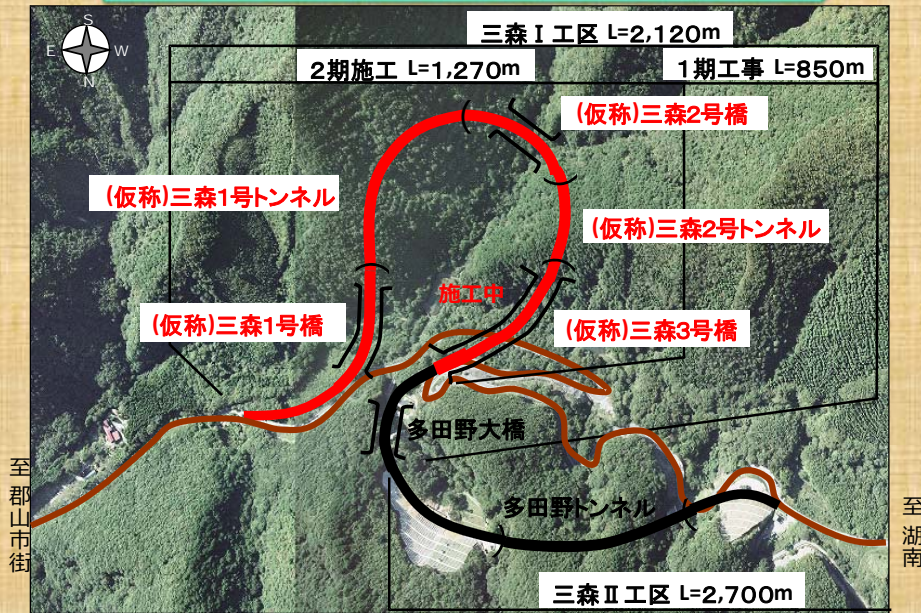 S
E W
N
三森Ⅰ工区 L=2,120m
2期施工 L=1,270m
1期工事 L=850m
(仮称)三森2号橋
(仮称)三森1号トンネル
(仮称)三森2号トンネル
施工中
(仮称)三森1号橋
(仮称)三森3号橋
多田野大橋
至 郡山市街
多田野トンネル
至 湖南
三森Ⅱ工区 L=2,700m